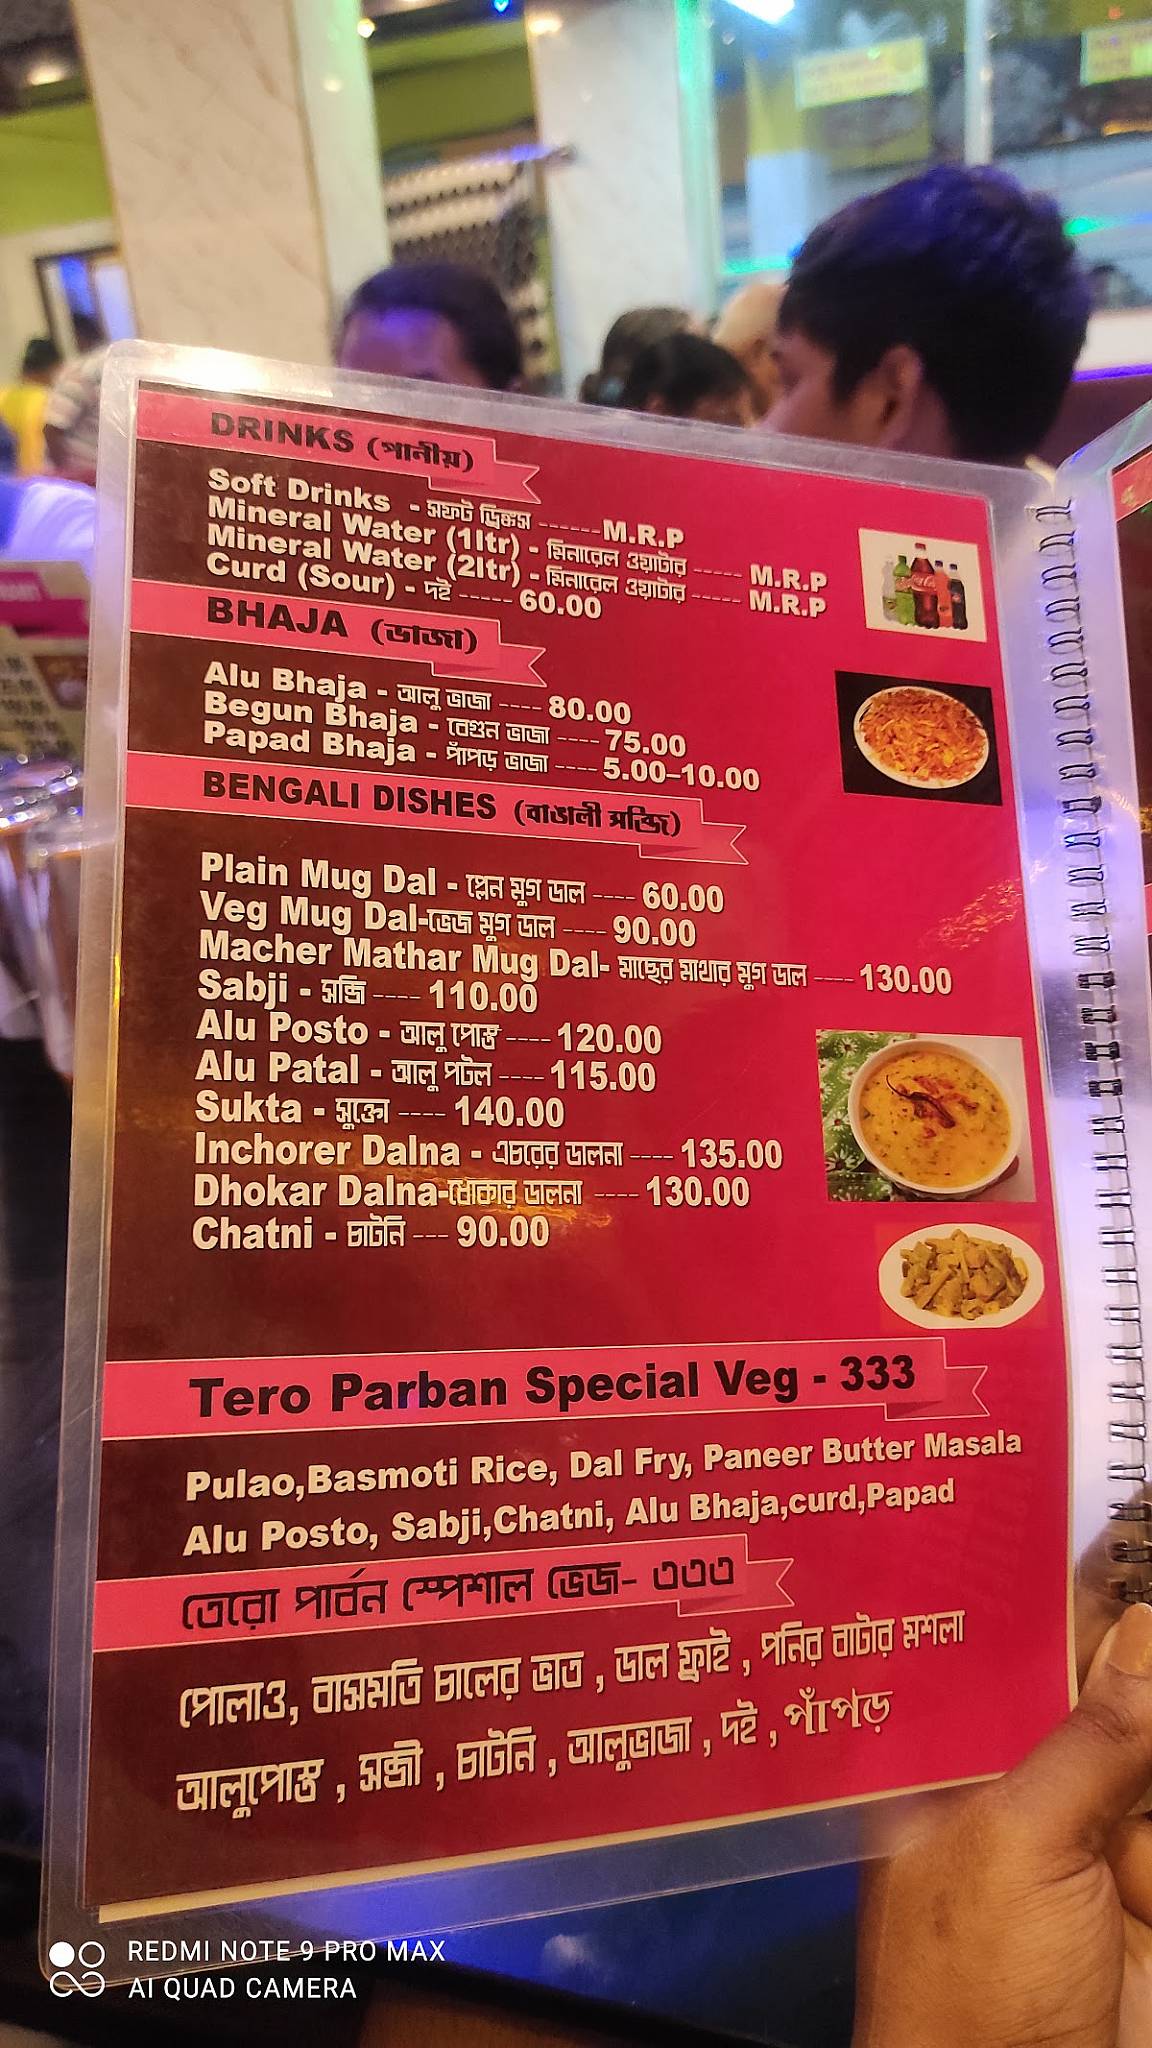 DRINKS (পানীয়)
Soft Drinks - সফট ড্রিঙ্কস ------M.R.P
Mineral Water (1ltr) - মিনারেল ওয়াটার ----- M.R.P
Mineral Water (2ltr) - মিনারেল ওয়াটার ----- M.R.P
Curd (Sour) - দই ----- 60.00
BHAJA (ভাজা)
Alu Bhaja - আলু ভাজা ---- 80.00
Begun Bhaja - বেগুন ভাজা ---- 75.00
Papad Bhaja - পাঁপড় ভাজা ---- 5.00-10.00
BENGALI DISHES (বাঙালী সব্জি)
Plain Mug Dal - প্লেন মুগ ডাল ---- 60.00
Veg Mug Dal-ভেজ মুগ ডাল ---- 90.00
Macher Mathar Mug Dal- মাছের মাথার মুগ ডাল ---- 130.00
Sabji - সব্জি ---- 110.00
Alu Posto - আলু পোস্ত ---- 120.00
Alu Patal - আলু পটল ---- 115.00
Sukta - সুক্তো ---- 140.00
Inchorer Dalna - এচরের ডালনা ---- 135.00
Dhokar Dalna-ধোকার ডালনা ---- 130.00
Chatni - চাটনি --- 90.00
Tero Parban Special Veg - 333
Pulao,Basmoti Rice, Dal Fry, Paneer Butter Masala
Alu Posto, Sabji,Chatni, Alu Bhaja,curd,Papad
তেরো পার্বন স্পেশাল ভেজ- ৩৩৩
পোলাও, বাসমতি চালের ভাত , ডাল ফ্রাই , পনির বাটার মশলা
আলুপোস্ত , সব্জী , চাটনি , আলুভাজা , দই , পাঁপড়
REDMI NOTE 9 PRO MAX
AI QUAD CAMERA